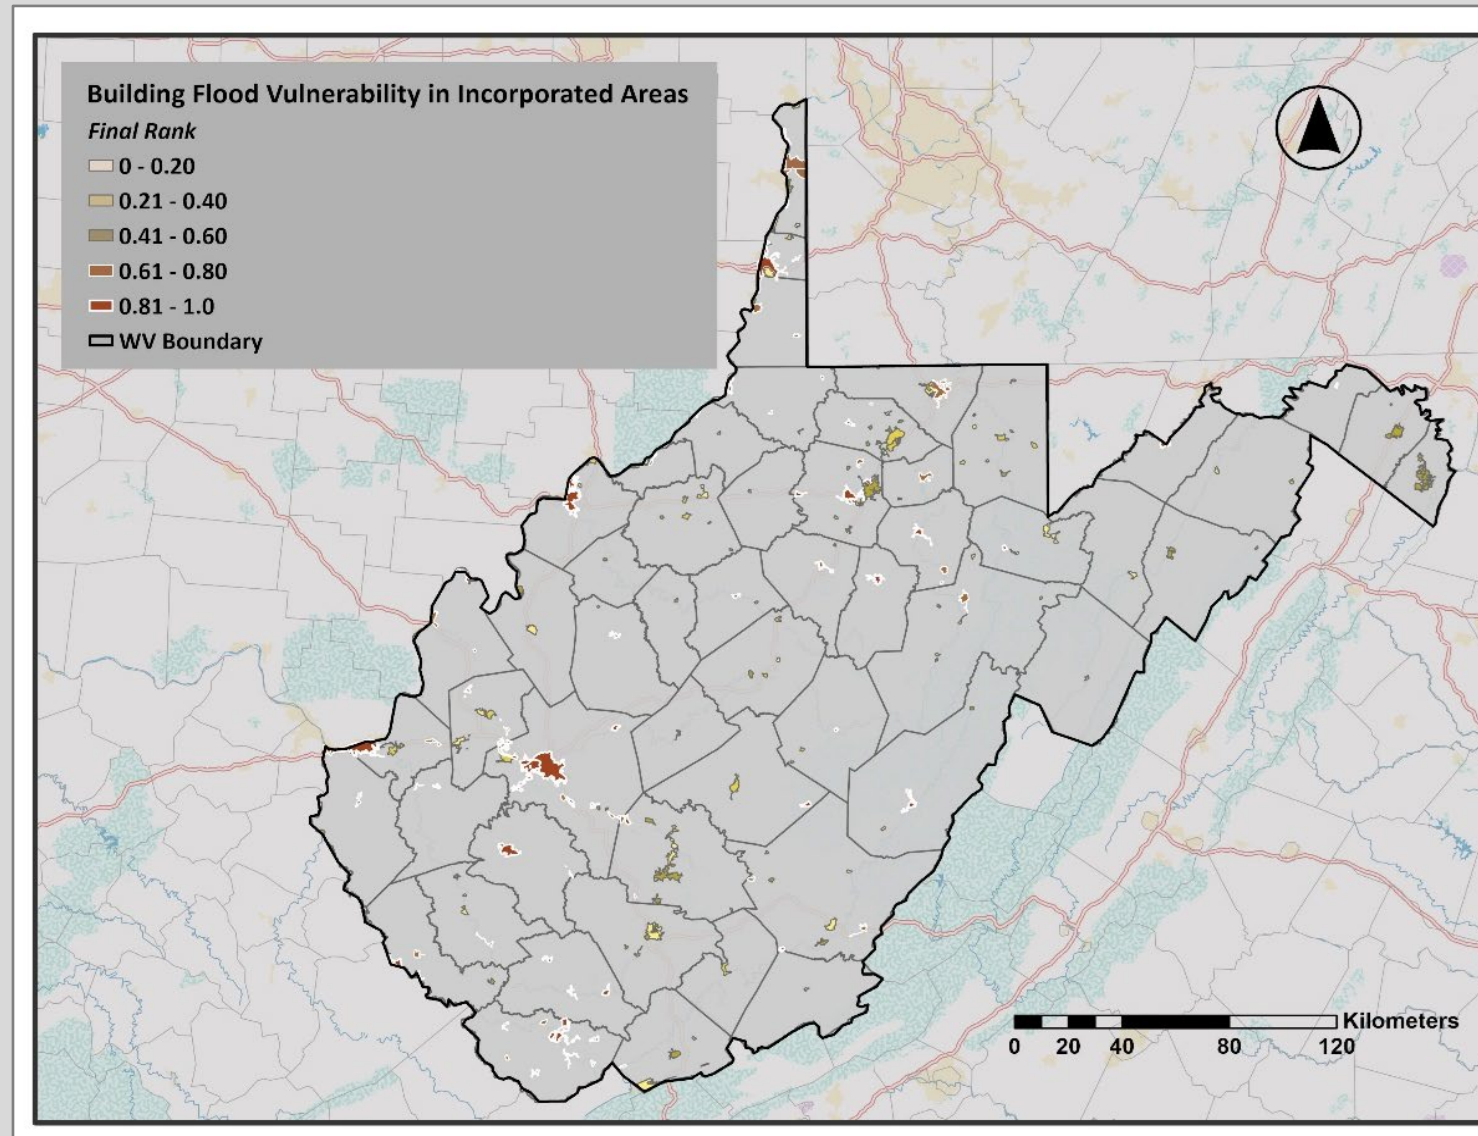 Building Flood Vulnerability in Incorporated Areas
Final Rank
0 - 0.20
0.21 - 0.40
0.41 - 0.60
0.61 - 0.80
0.81 - 1.0
WV Boundary
Kilometers
0 20 40 80 120